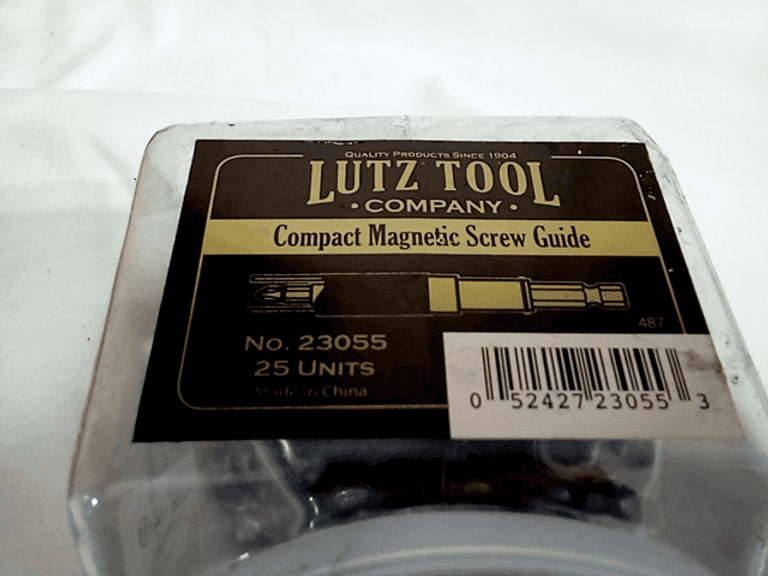 QUALITY PRODUCTS SINCE 1904
LUTZ TOOL
• COMPANY •
Compact Magnetic Screw Guide
487
No. 23055
25 UNITS
Made in China
0 52427 23055 3